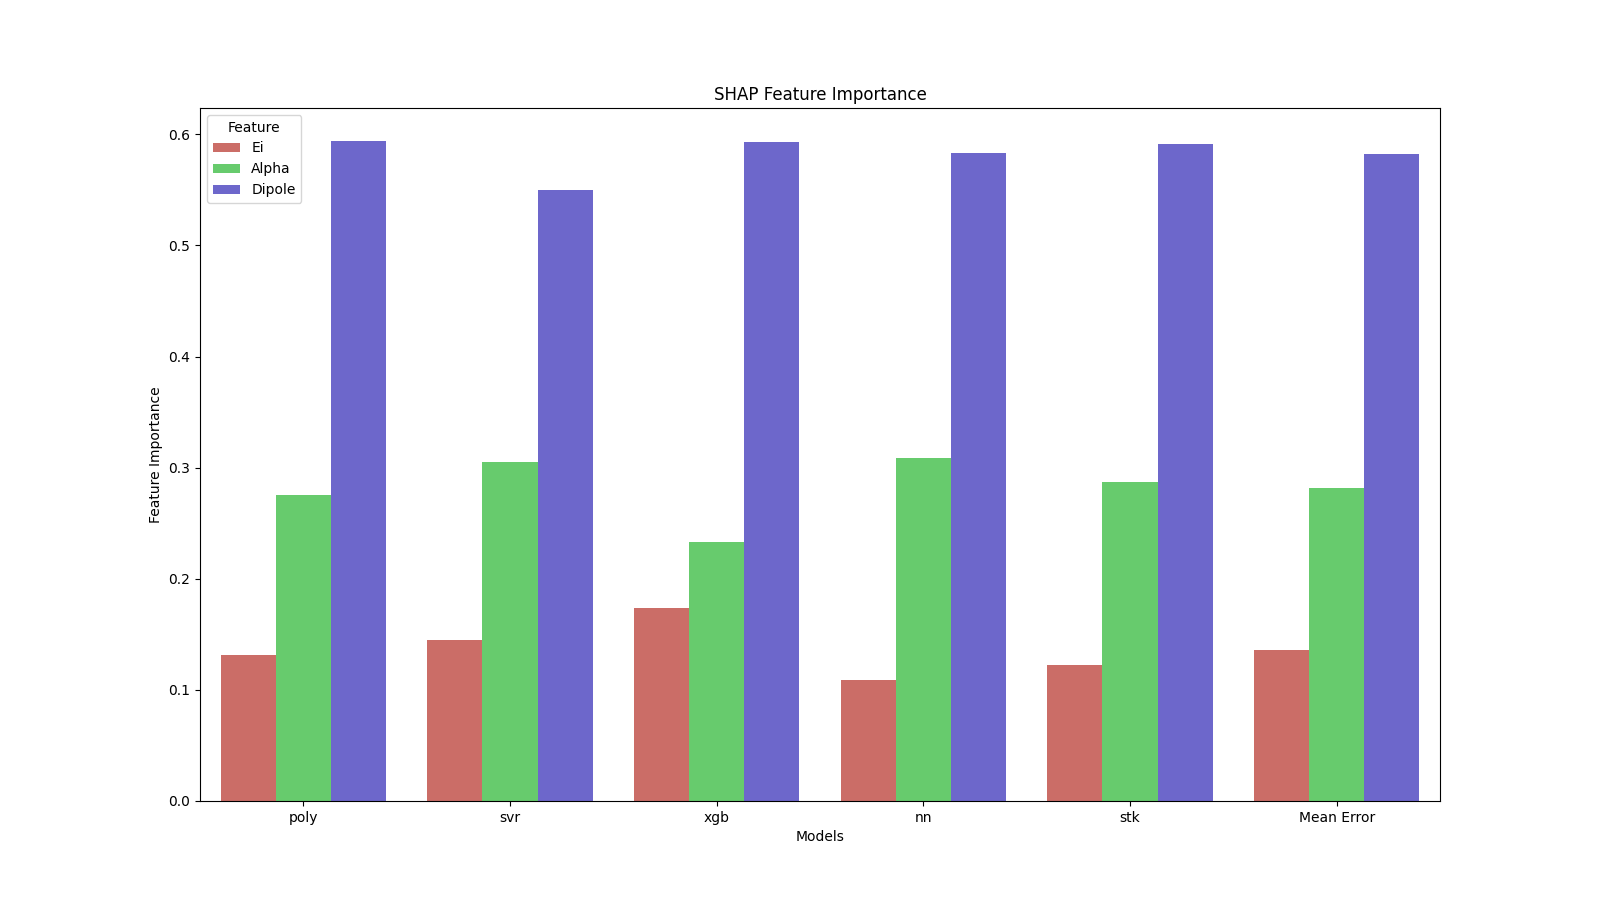 SHAP Feature Importance
Feature
Ei
Alpha
Dipole
0.6
0.5
0.4
0.3
0.2
0.1
0.0
Feature Importance
poly svr xgb nn stk Mean Error
Models